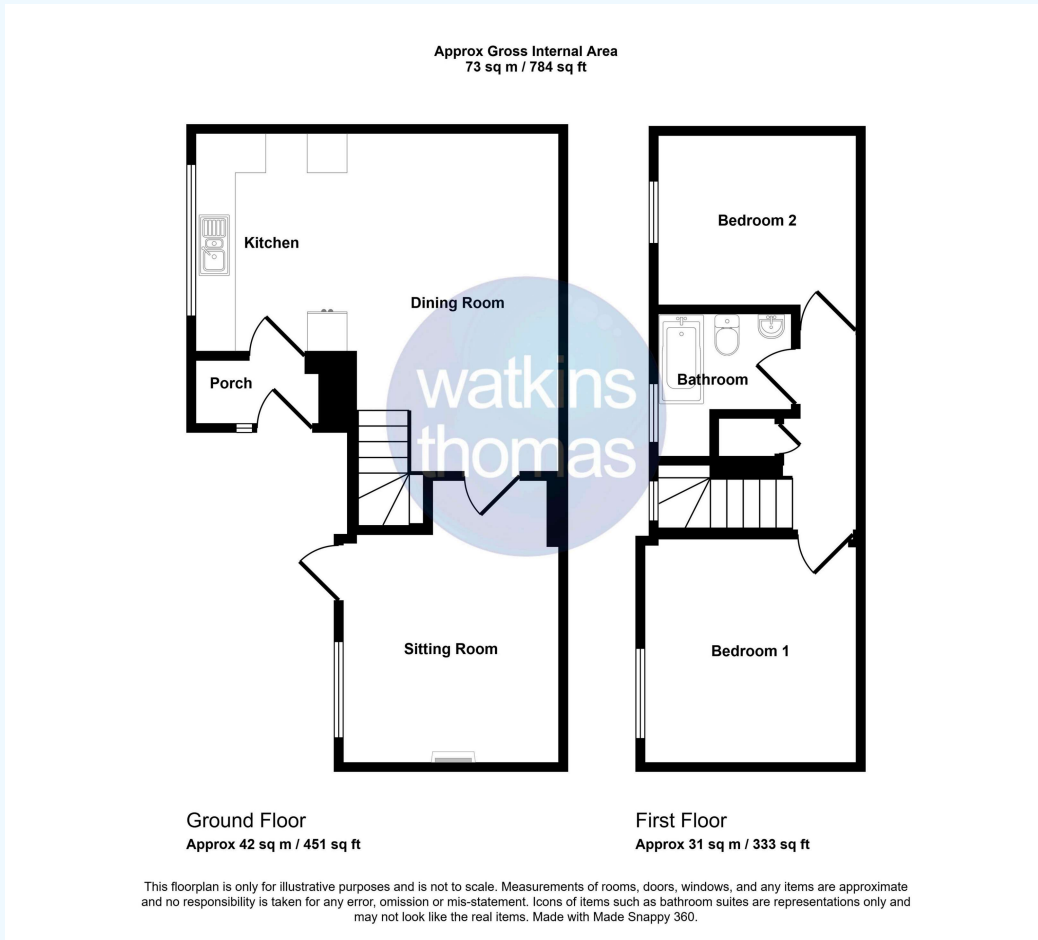 Approx Gross Internal Area
73 sq m / 784 sq ft
Kitchen
Dining Room
Porch
Sitting Room
Bedroom 2
Bathroom
Bedroom 1
watkins
thomas
Ground Floor
Approx 42 sq m / 451 sq ft
First Floor
Approx 31 sq m / 333 sq ft
This floorplan is only for illustrative purposes and is not to scale. Measurements of rooms, doors, windows, and any items are approximate
and no responsibility is taken for any error, omission or mis-statement. Icons of items such as bathroom suites are representations only and
may not look like the real items. Made with Made Snappy 360.